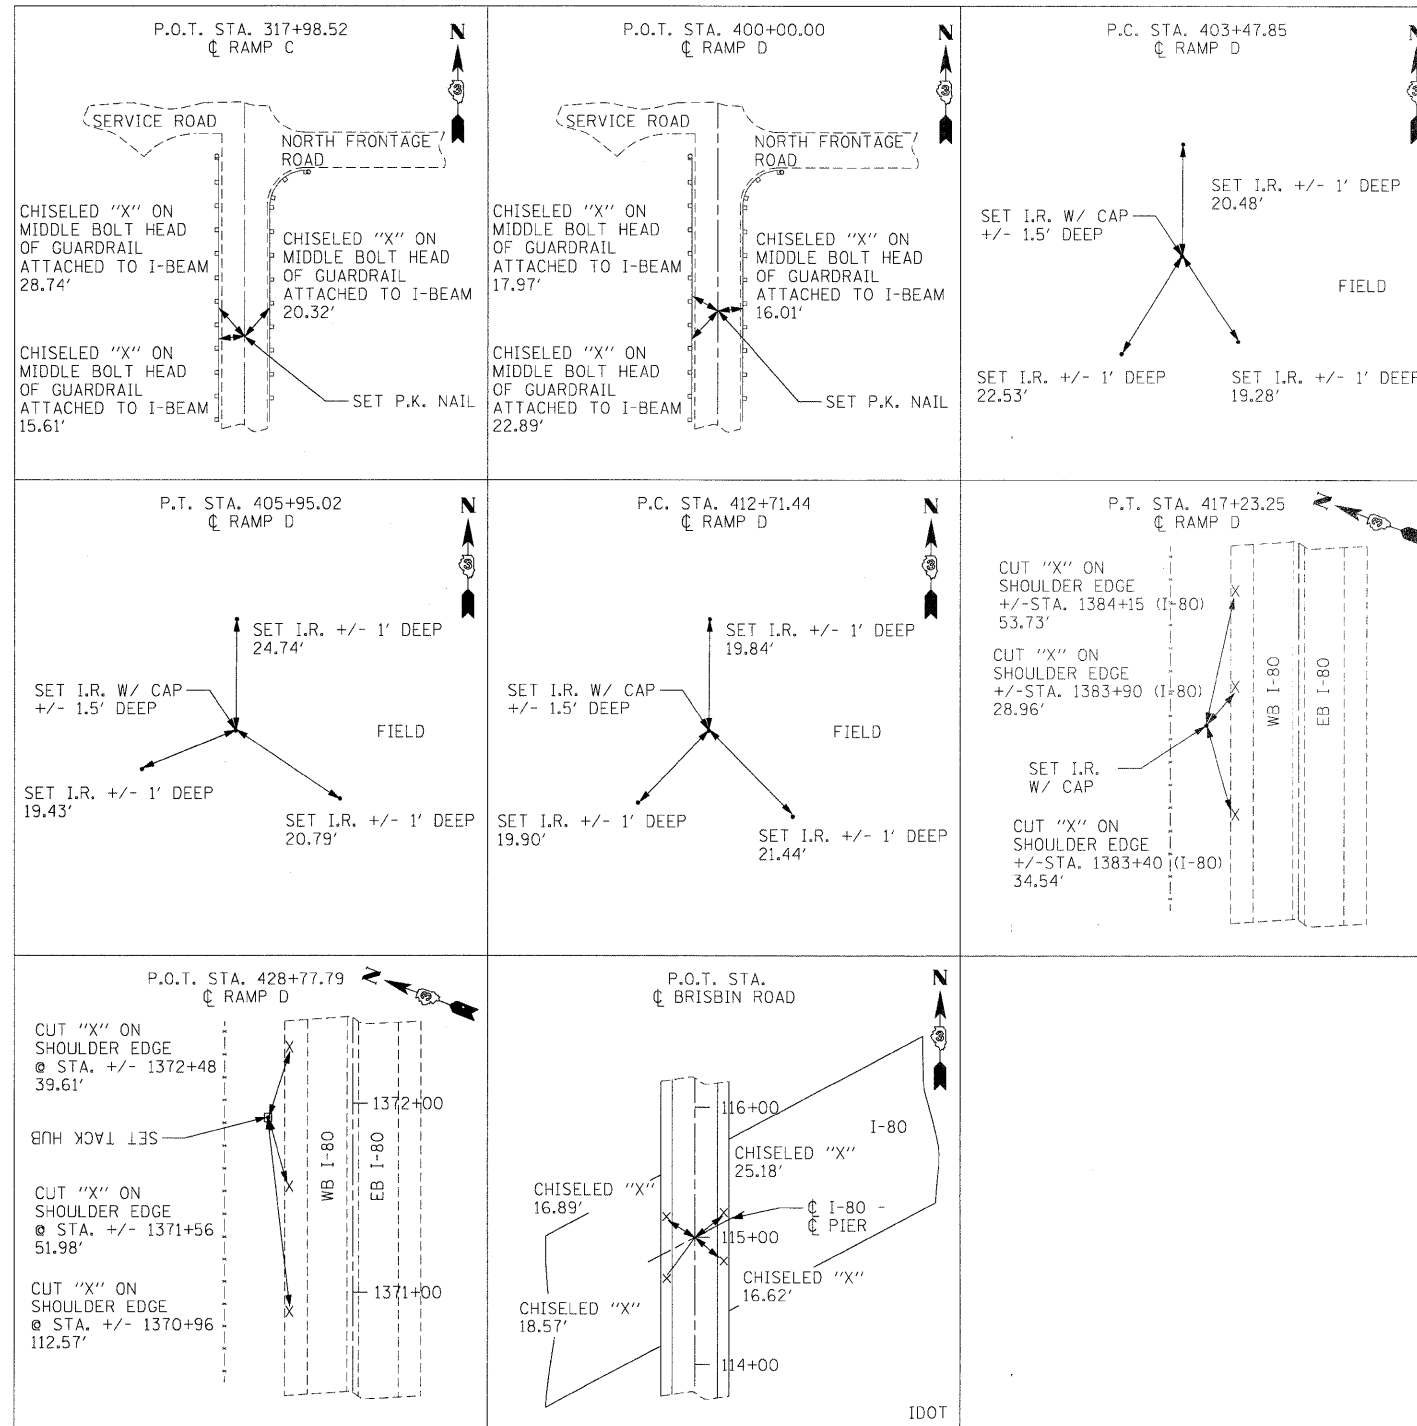 P.O.T. STA. 317+98.52
℄ RAMP C
N
3
SERVICE ROAD
NORTH FRONTAGE
ROAD
CHISELED "X" ON
MIDDLE BOLT HEAD
OF GUARDRAIL
ATTACHED TO I-BEAM
28.74'
CHISELED "X" ON
MIDDLE BOLT HEAD
OF GUARDRAIL
ATTACHED TO I-BEAM
20.32'
CHISELED "X" ON
MIDDLE BOLT HEAD
OF GUARDRAIL
ATTACHED TO I-BEAM
15.61'
SET P.K. NAIL
P.O.T. STA. 400+00.00
℄ RAMP D
N
3
SERVICE ROAD
NORTH FRONTAGE
ROAD
CHISELED "X" ON
MIDDLE BOLT HEAD
OF GUARDRAIL
ATTACHED TO I-BEAM
17.97'
CHISELED "X" ON
MIDDLE BOLT HEAD
OF GUARDRAIL
ATTACHED TO I-BEAM
16.01'
CHISELED "X" ON
MIDDLE BOLT HEAD
OF GUARDRAIL
ATTACHED TO I-BEAM
22.89'
SET P.K. NAIL
P.C. STA. 403+47.85
℄ RAMP D
N
3
SET I.R. +/- 1' DEEP
20.48'
SET I.R. W/ CAP
+/- 1.5' DEEP
FIELD
SET I.R. +/- 1' DEEP
22.53'
SET I.R. +/- 1' DEEP
19.28'
P.T. STA. 405+95.02
℄ RAMP D
N
3
SET I.R. +/- 1' DEEP
24.74'
SET I.R. W/ CAP
+/- 1.5' DEEP
FIELD
SET I.R. +/- 1' DEEP
19.43'
SET I.R. +/- 1' DEEP
20.79'
P.C. STA. 412+71.44
℄ RAMP D
N
3
SET I.R. +/- 1' DEEP
19.84'
SET I.R. W/ CAP
+/- 1.5' DEEP
FIELD
SET I.R. +/- 1' DEEP
19.90'
SET I.R. +/- 1' DEEP
21.44'
P.T. STA. 417+23.25
℄ RAMP D
N
3
CUT "X" ON
SHOULDER EDGE
+/-STA. 1384+15 (I-80)
53.73'
CUT "X" ON
SHOULDER EDGE
+/-STA. 1383+90 (I-80)
28.96'
SET I.R.
W/ CAP
CUT "X" ON
SHOULDER EDGE
+/-STA. 1383+40 (I-80)
34.54'
WB I-80
EB I-80
P.O.T. STA. 428+77.79
℄ RAMP D
N
3
CUT "X" ON
SHOULDER EDGE
@ STA. +/- 1372+48
39.61'
SET TACK HUB
CUT "X" ON
SHOULDER EDGE
@ STA. +/- 1371+56
51.98'
CUT "X" ON
SHOULDER EDGE
@ STA. +/- 1370+96
112.57'
WB I-80
EB I-80
1372+00
1371+00
P.O.T. STA.
℄ BRISBIN ROAD
N
3
116+00
I-80
CHISELED "X"
25.18'
CHISELED "X"
16.89'
℄ I-80 -
℄ PIER
115+00
CHISELED "X"
16.62'
CHISELED "X"
18.57'
114+00
IDOT